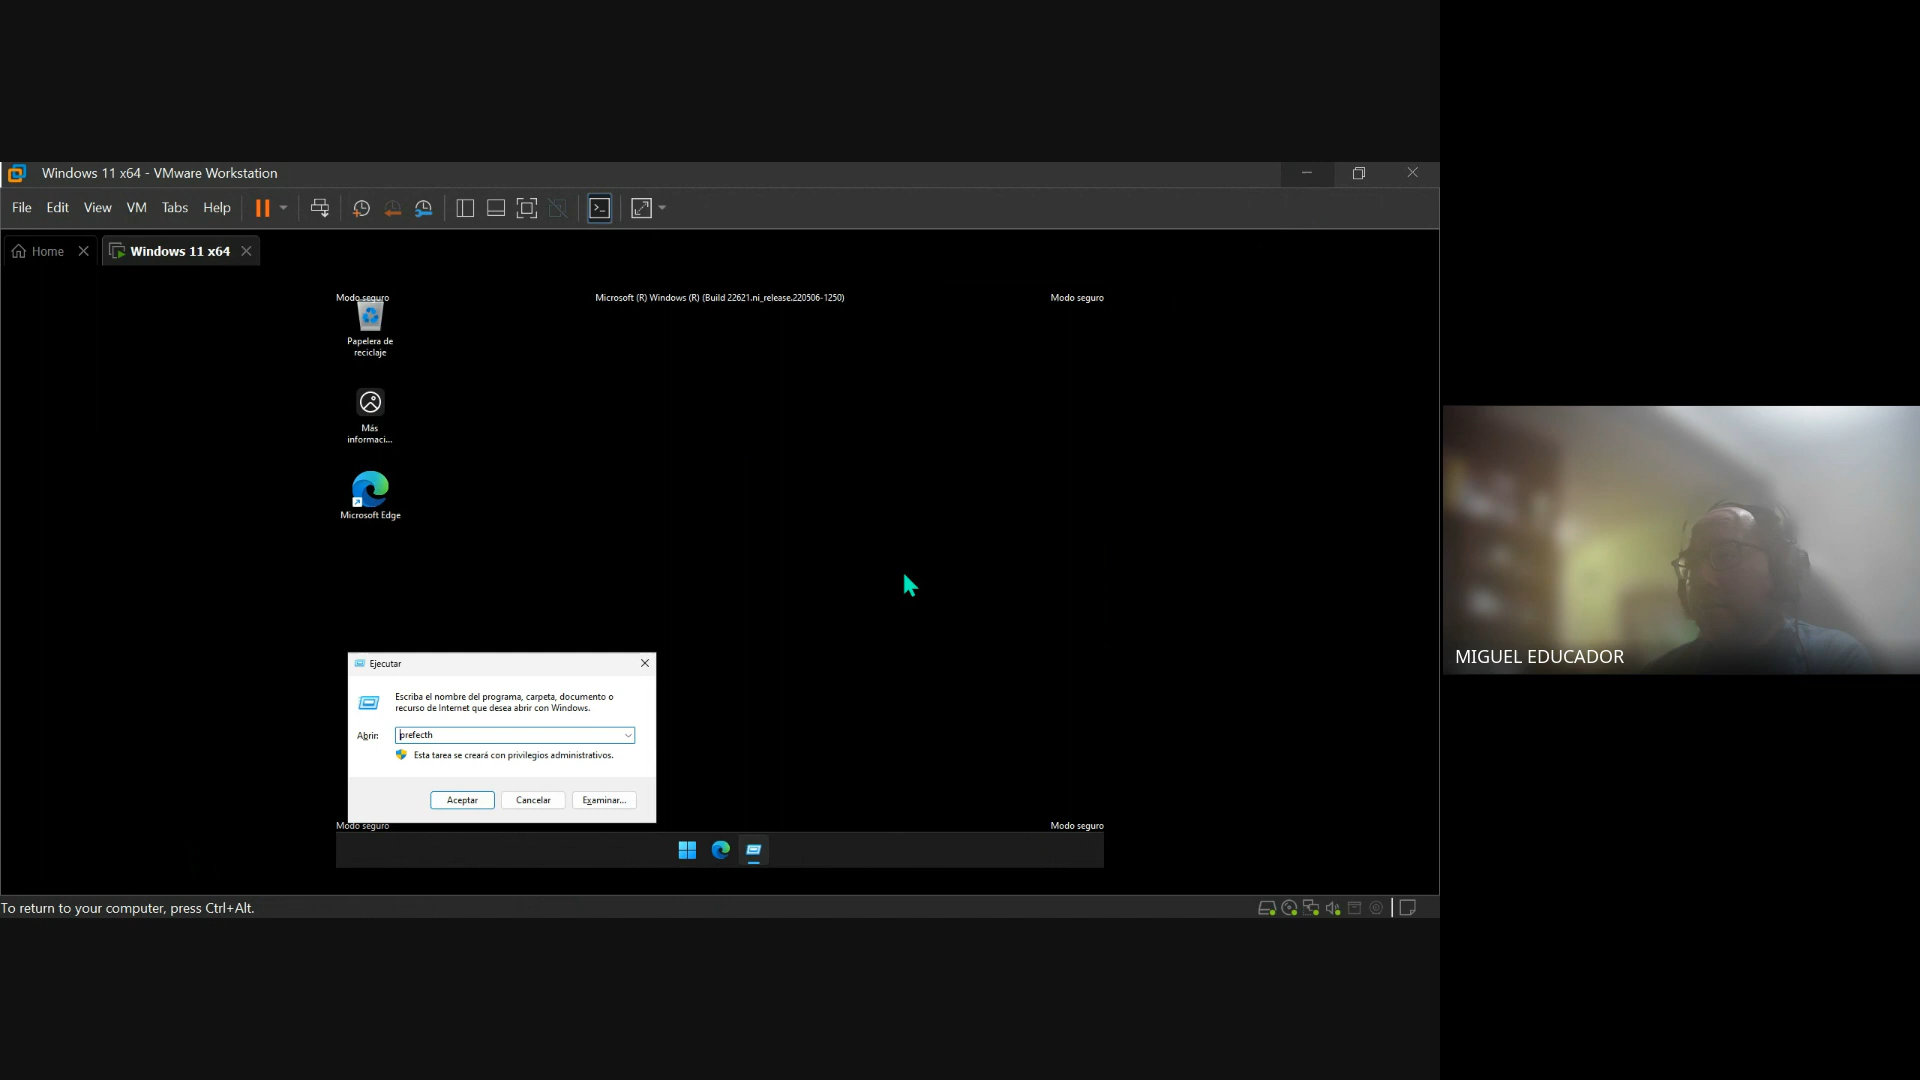 Windows 11 x64 - VMware Workstation
File Edit View VM Tabs Help
Home
Windows 11 x64
Modo seguro
Microsoft (R) Windows (R) (Build 22621.ni_release.220506-1250)
Modo seguro
Papelera de
reciclaje
Más
informaci...
Microsoft Edge
Ejecutar
Escriba el nombre del programa, carpeta, documento o
recurso de Internet que desea abrir con Windows.
Abrir:
prefecth
Esta tarea se creará con privilegios administrativos.
Aceptar
Cancelar
Examinar...
Modo seguro
Modo seguro
To return to your computer, press Ctrl+Alt.
MIGUEL EDUCADOR